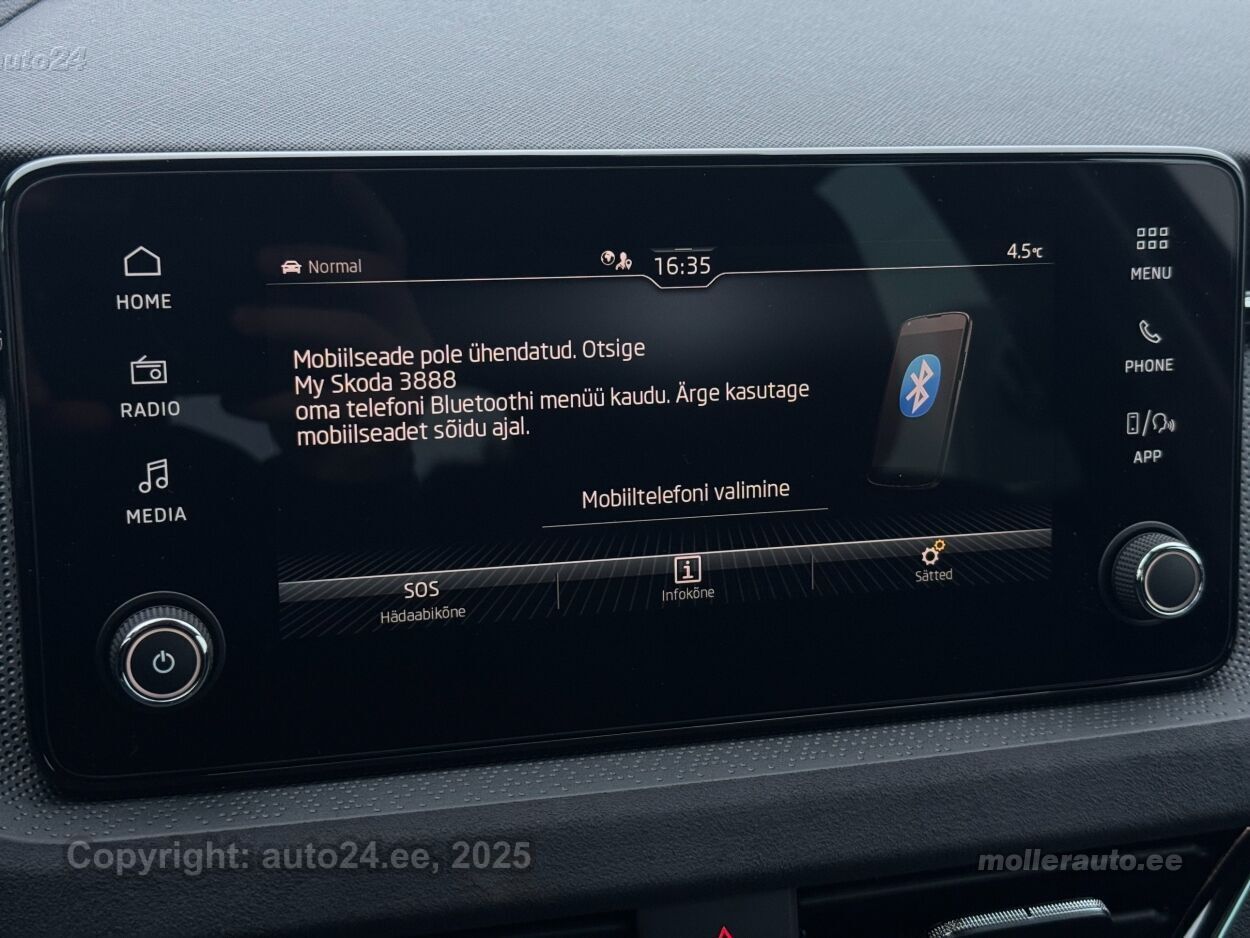 auto24
HOME
RADIO
MEDIA
Normal
16:35
4.5°C
Mobiilseade pole ühendatud. Otsige
My Skoda 3888
oma telefoni Bluetoothi menüü kaudu. Ärge kasutage
mobiilseadet sõidu ajal.
Mobiiltelefoni valimine
SOS
Hädaabikõne
i
Infokõne
Sätted
MENU
PHONE
APP
Copyright: auto24.ee, 2025
mollerauto.ee